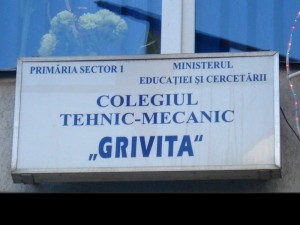 PRIMĂRIA SECTOR 1
MINISTERUL
EDUCAȚIEI ȘI CERCETĂRII
COLEGIUL
TEHNIC-MECANIC
„GRIVITA“